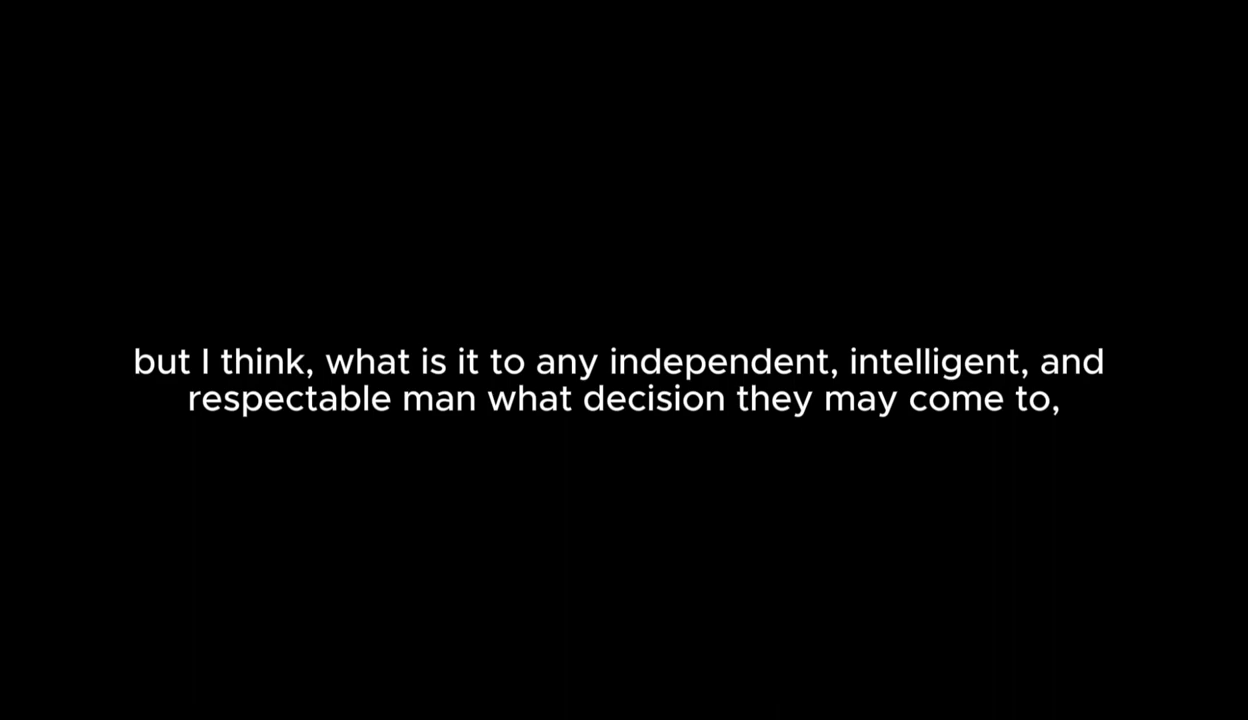 but I think, what is it to any independent, intelligent, and
respectable man what decision they may come to,